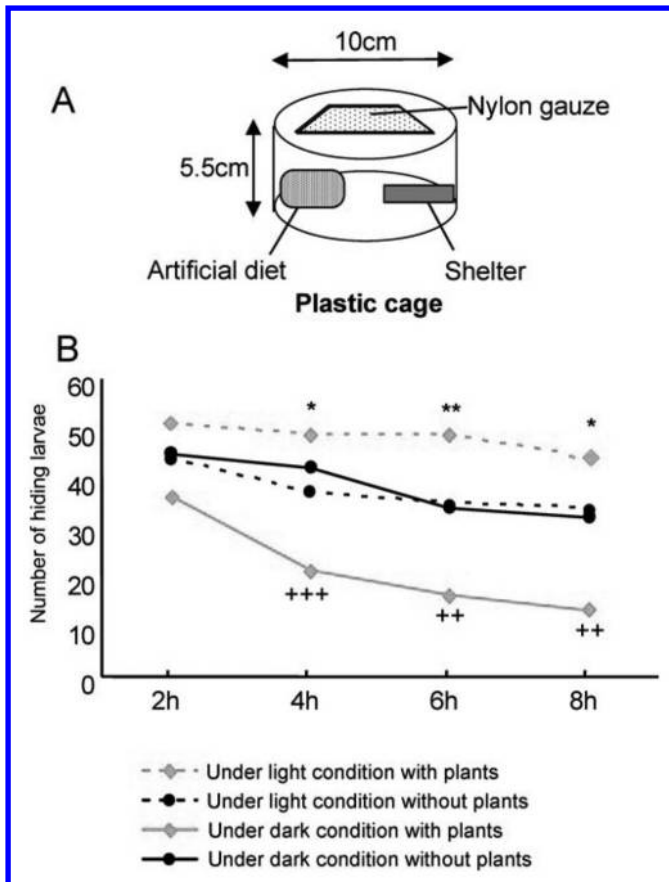 10cm
A
Nylon gauze
5.5cm
Artificial diet
Shelter
Plastic cage
B
Number of hiding larvae
60
50
40
30
20
10
0
* ** *
+++ ++ ++
2h 4h 6h 8h
Under light condition with plants
Under light condition without plants
Under dark condition with plants
Under dark condition without plants